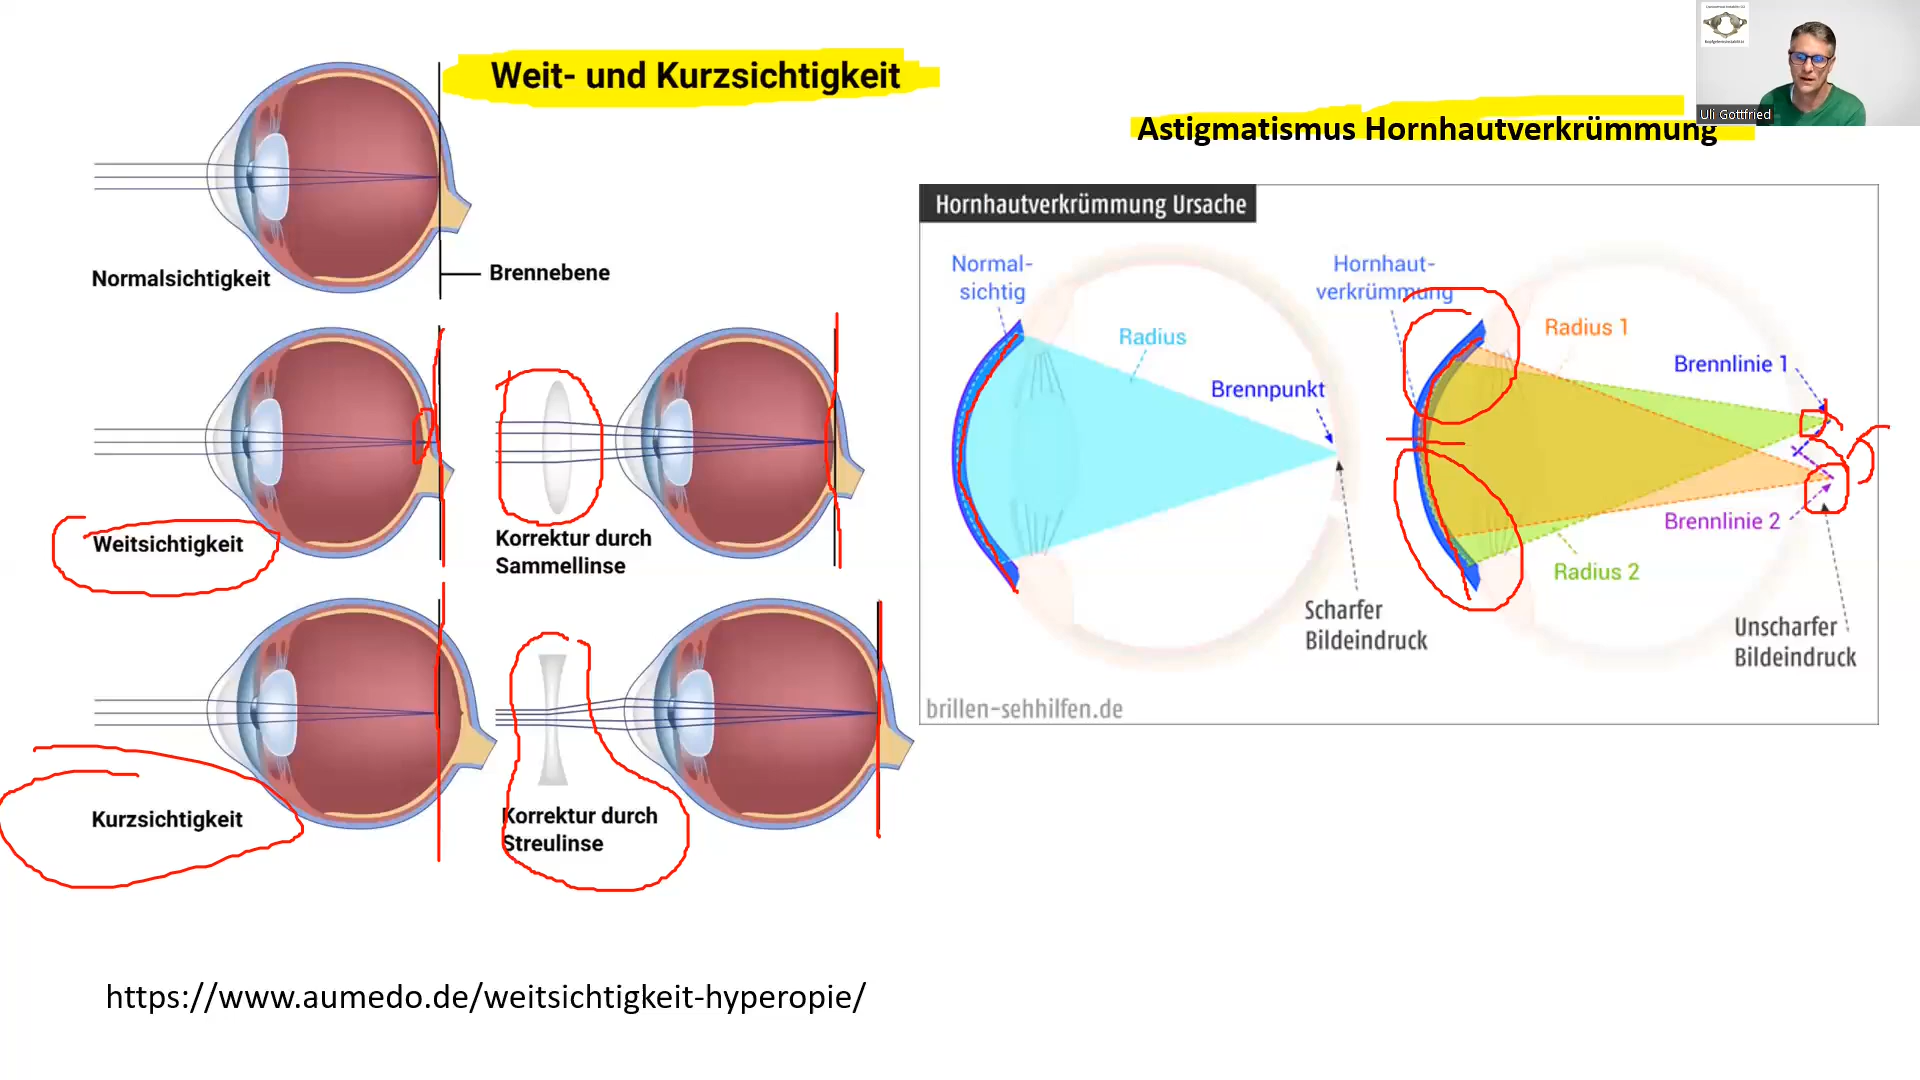 Weit- und Kurzsichtigkeit
Normalsichtigkeit
Brennebene
Weitsichtigkeit
Korrektur durch
Sammellinse
Kurzsichtigkeit
Korrektur durch
Streulinse
https://www.aumedo.de/weitsichtigkeit-hyperopie/
Uli Gottfried
Astigmatismus Hornhautverkrümmung
Hornhautverkrümmung Ursache
Normal-
sichtig
Radius
Brennpunkt
Scharfer
Bildeindruck
Hornhaut-
verkrümmung
Radius 1
Brennlinie 1
Brennlinie 2
Radius 2
Unscharfer
Bildeindruck
brillen-sehhilfen.de